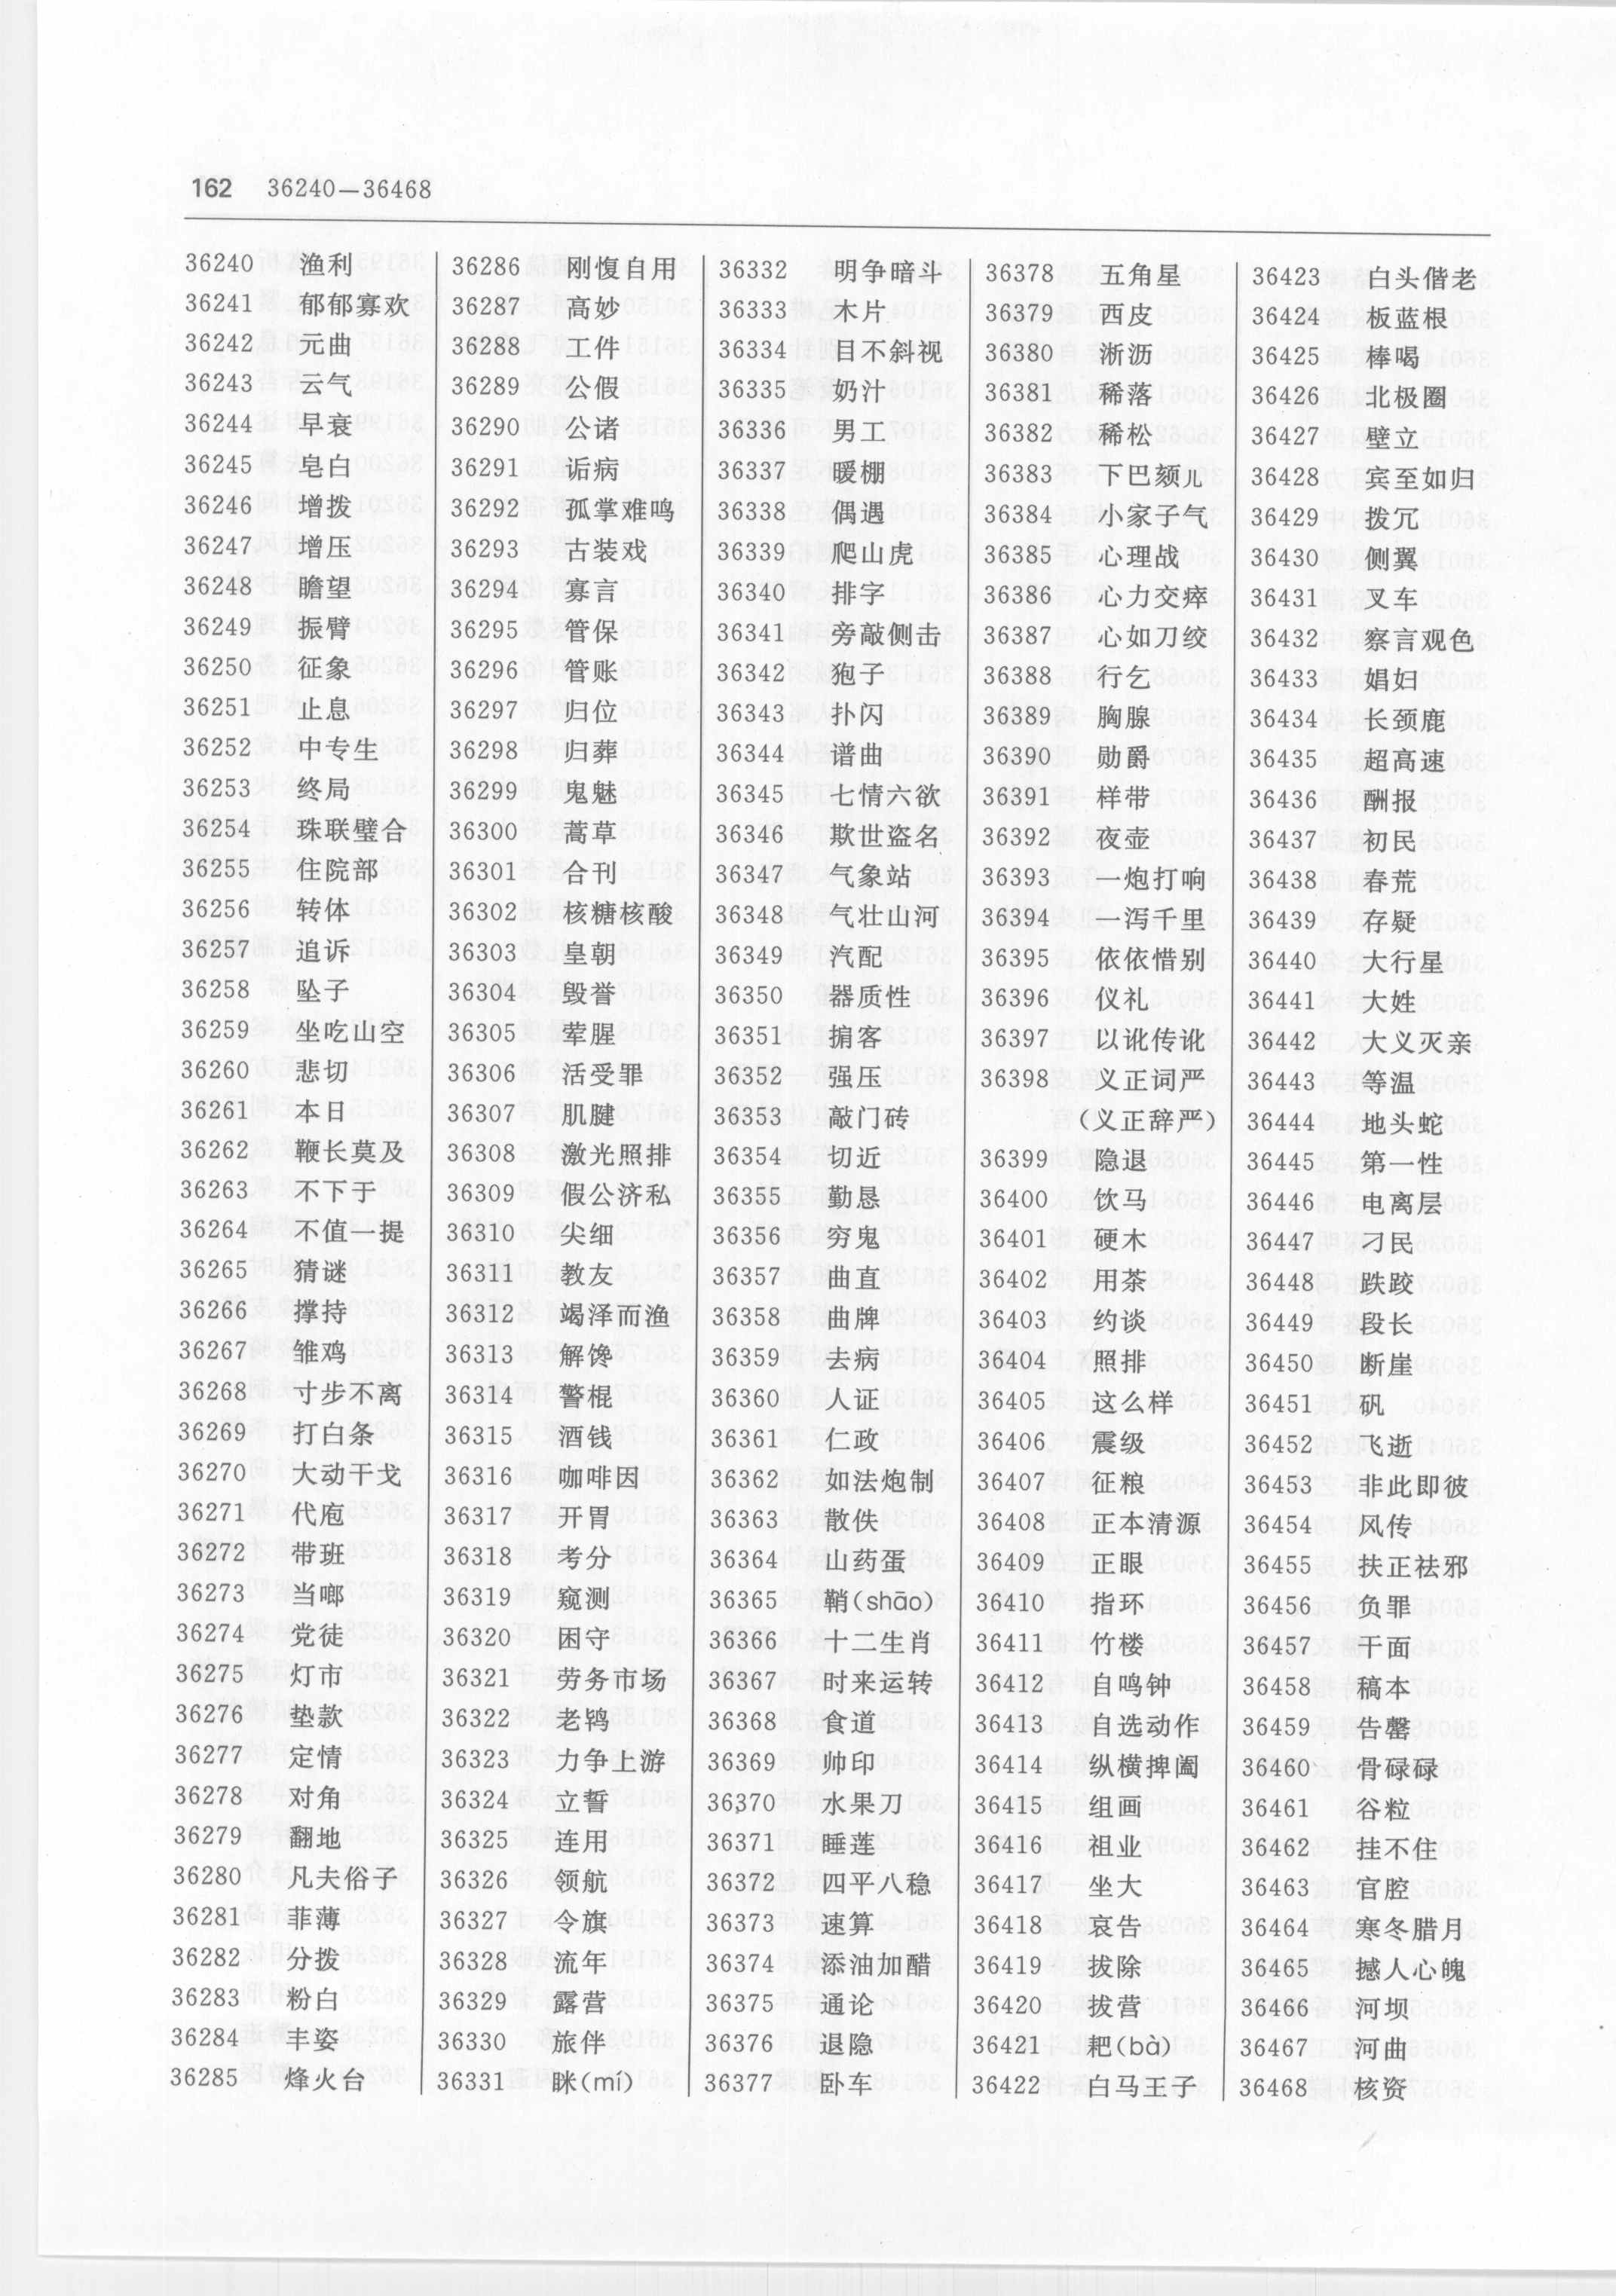 162 36240—36468
36240 渔利
36241 郁郁寡欢
36242 元曲
36243 云气
36244 早衰
36245 皂白
36246 增拨
36247 增压
36248 瞻望
36249 振臂
36250 征象
36251 止息
36252 中专生
36253 终局
36254 珠联璧合
36255 住院部
36256 转体
36257 追诉
36258 坠子
36259 坐吃山空
36260 悲切
36261 本日
36262 鞭长莫及
36263 不下于
36264 不值一提
36265 猜谜
36266 撑持
36267 雏鸡
36268 寸步不离
36269 打白条
36270 大动干戈
36271 代庖
36272 带班
36273 当啷
36274 党徒
36275 灯市
36276 垫款
36277 定情
36278 对角
36279 翻地
36280 凡夫俗子
36281 菲薄
36282 分拨
36283 粉白
36284 丰姿
36285 烽火台
36286 刚愎自用
36287 高妙
36288 工件
36289 公假
36290 公诸
36291 诟病
36292 孤掌难鸣
36293 古装戏
36294 寡言
36295 管保
36296 管账
36297 归位
36298 归葬
36299 鬼魅
36300 蒿草
36301 合刊
36302 核糖核酸
36303 皇朝
36304 毁誉
36305 荤腥
36306 活受罪
36307 肌腱
36308 激光照排
36309 假公济私
36310 尖细
36311 教友
36312 竭泽而渔
36313 解馋
36314 警棍
36315 酒钱
36316 咖啡因
36317 开胃
36318 考分
36319 窥测
36320 困守
36321 劳务市场
36322 老鸨
36323 力争上游
36324 立誓
36325 连用
36326 领航
36327 令旗
36328 流年
36329 露营
36330 旅伴
36331 眯(mí)
36332 明争暗斗
36333 木片
36334 目不斜视
36335 奶汁
36336 男工
36337 暖棚
36338 偶遇
36339 爬山虎
36340 排字
36341 旁敲侧击
36342 狍子
36343 扑闪
36344 谱曲
36345 七情六欲
36346 欺世盗名
36347 气象站
36348 气壮山河
36349 汽配
36350 器质性
36351 掮客
36352 强压
36353 敲门砖
36354 切近
36355 勤恳
36356 穷鬼
36357 曲直
36358 曲牌
36359 去病
36360 人证
36361 仁政
36362 如法炮制
36363 散佚
36364 山药蛋
36365 鞘(shāo)
36366 十二生肖
36367 时来运转
36368 食道
36369 帅印
36370 水果刀
36371 睡莲
36372 四平八稳
36373 速算
36374 添油加醋
36375 通论
36376 退隐
36377 卧车
36378 五角星
36379 西皮
36380 淅沥
36381 稀落
36382 稀松
36383 下巴颏儿
36384 小家子气
36385 心理战
36386 心力交瘁
36387 心如刀绞
36388 行乞
36389 胸腺
36390 勋爵
36391 样带
36392 夜壶
36393 一炮打响
36394 一泻千里
36395 依依惜别
36396 仪礼
36397 以讹传讹
36398 义正词严
(义正辞严)
36399 隐退
36400 饮马
36401 硬木
36402 用茶
36403 约谈
36404 照排
36405 这么样
36406 震级
36407 征粮
36408 正本清源
36409 正眼
36410 指环
36411 竹楼
36412 自鸣钟
36413 自选动作
36414 纵横捭阖
36415 组画
36416 祖业
36417 坐大
36418 哀告
36419 拔除
36420 拔营
36421 耙(bà)
36422 白马王子
36423 白头偕老
36424 板蓝根
36425 棒喝
36426 北极圈
36427 壁立
36428 宾至如归
36429 拨冗
36430 侧翼
36431 叉车
36432 察言观色
36433 娼妇
36434 长颈鹿
36435 超高速
36436 酬报
36437 初民
36438 春荒
36439 存疑
36440 大行星
36441 大姓
36442 大义灭亲
36443 等温
36444 地头蛇
36445 第一性
36446 电离层
36447 刁民
36448 跌跤
36449 段长
36450 断崖
36451 矾
36452 飞逝
36453 非此即彼
36454 风传
36455 扶正祛邪
36456 负罪
36457 干面
36458 稿本
36459 告罄
36460 骨碌碌
36461 谷粒
36462 挂不住
36463 官腔
36464 寒冬腊月
36465 撼人心魄
36466 河坝
36467 河曲
36468 核资